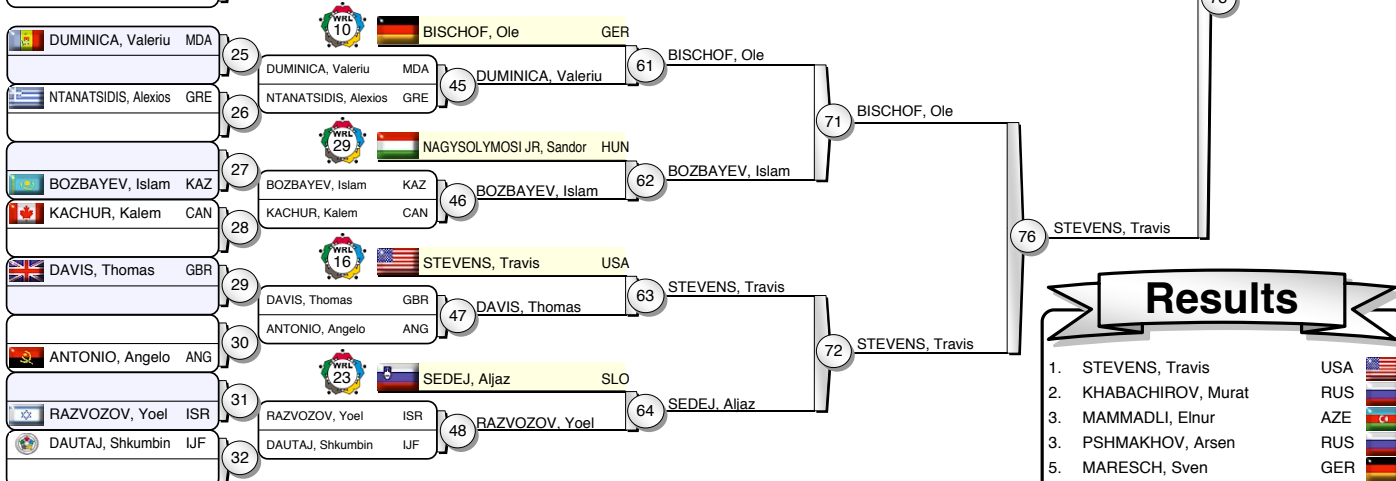 DUMINICA, Valeriu MDA
25
NTANATSIDIS, Alexios GRE
26
27
BOZBAYEV, Islam KAZ
KACHUR, Kalem CAN
28
DAVIS, Thomas GBR
29
30
ANTONIO, Angelo ANG
31
RAZVOZOV, Yoel ISR
DAUTAJ, Shkumbin IJF
32
WRL
10
BISCHOF, Ole GER
DUMINICA, Valeriu MDA
NTANATSIDIS, Alexios GRE
45
DUMINICA, Valeriu
WRL
29
NAGYSOLYMOSI JR, Sandor HUN
BOZBAYEV, Islam KAZ
KACHUR, Kalem CAN
46
BOZBAYEV, Islam
WRL
16
STEVENS, Travis USA
DAVIS, Thomas GBR
ANTONIO, Angelo ANG
47
DAVIS, Thomas
WRL
23
SEDEJ, Aljaz SLO
RAZVOZOV, Yoel ISR
DAUTAJ, Shkumbin IJF
48
RAZVOZOV, Yoel
61
BISCHOF, Ole
62
BOZBAYEV, Islam
63
STEVENS, Travis
64
SEDEJ, Aljaz
71
BISCHOF, Ole
72
STEVENS, Travis
76
STEVENS, Travis
Results
1. STEVENS, Travis USA
2. KHABACHIROV, Murat RUS
3. MAMMADLI, Elnur AZE
3. PSHMAKHOV, Arsen RUS
5. MARESCH, Sven GER